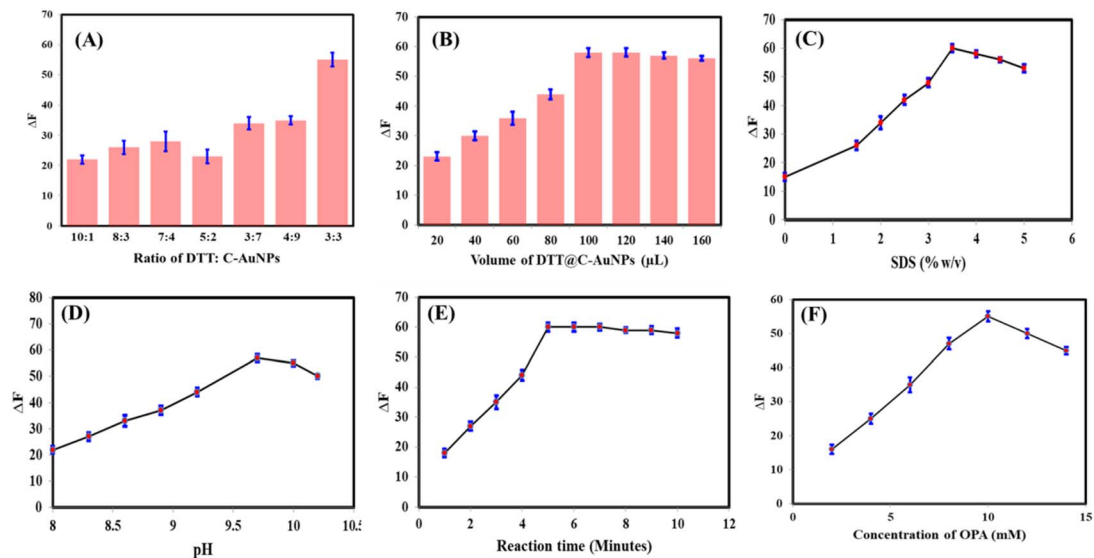 (A)
70
60
50
40
30
20
10
0
ΔF
10:1 8:3 7:4 5:2 3:7 4:9 3:3
Ratio of DTT: C-AuNPs
(B)
70
60
50
40
30
20
10
0
ΔF
20 40 60 80 100 120 140 160
Volume of DTT@C-AuNPs (µL)
(C)
70
60
50
40
30
20
10
0
ΔF
0 1 2 3 4 5 6
SDS (% w/v)
(D)
80
70
60
50
40
30
20
10
0
ΔF
8 8.5 9 9.5 10 10.5
pH
(E)
70
60
50
40
30
20
10
0
ΔF
0 2 4 6 8 10 12
Reaction time (Minutes)
(F)
60
50
40
30
20
10
0
ΔF
0 5 10 15
Concentration of OPA (mM)